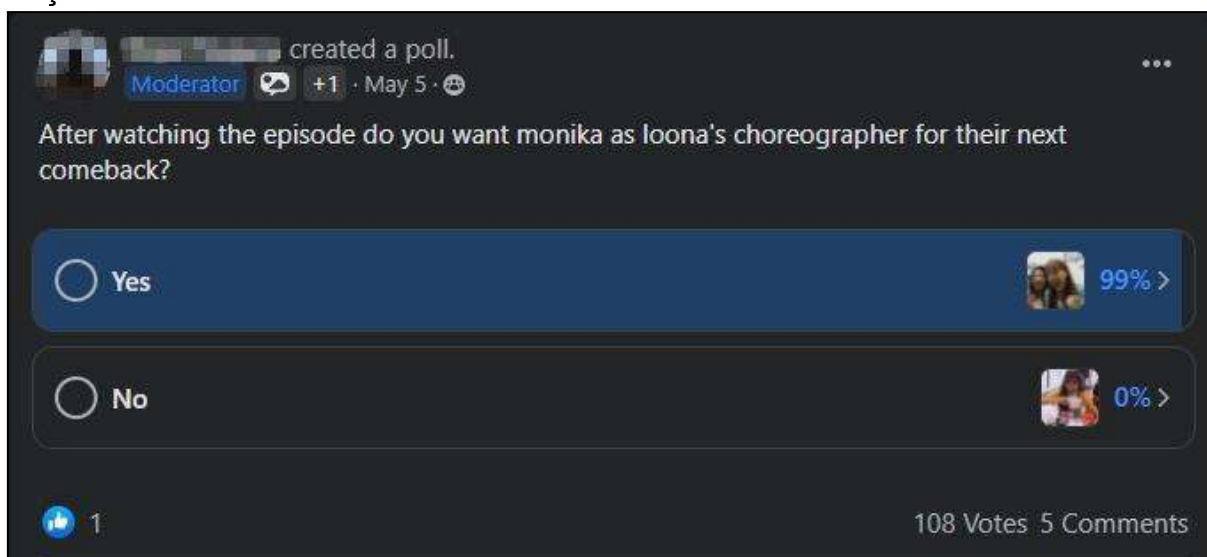 created a poll.
Moderator +1 · May 5 ·
After watching the episode do you want monika as loona's choreographer for their next
comeback?
Yes 99%
No 0%
1
108 Votes 5 Comments